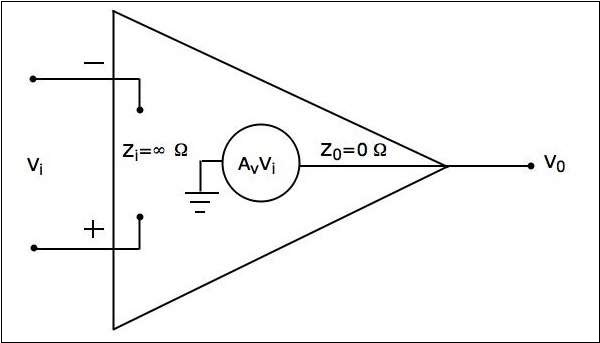 −
Zi=∞ Ω
Vi
AvVi
Z0=0 Ω
V0
+